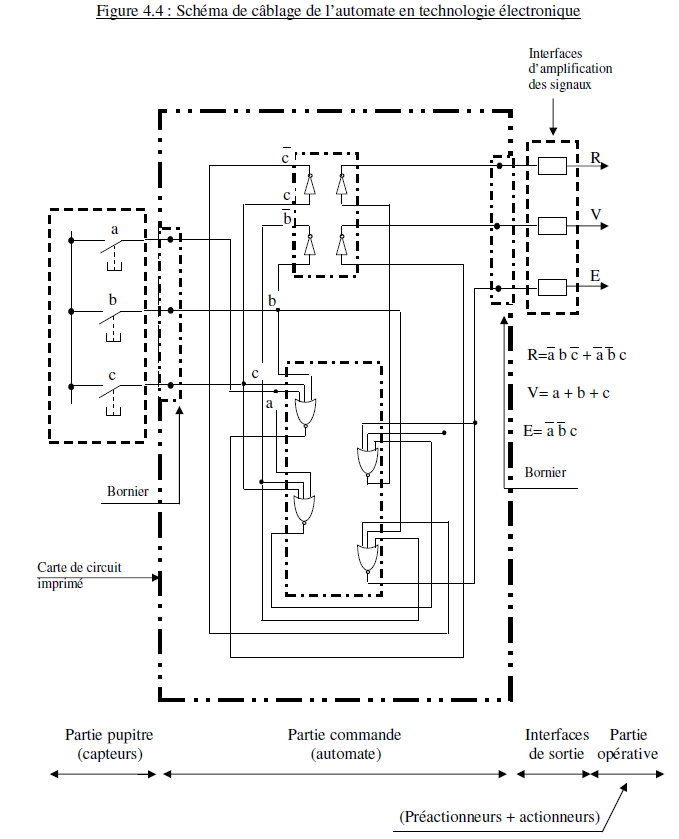 Figure 4.4 : Schéma de câblage de l'automate en technologie électronique
Interfaces
d'amplification
des signaux
c̅
c
b̅
R
V
E
a
b
c
b
c
a
R=a̅ b c̅ + a̅ b̅ c
V= a + b + c
E= a̅ b̅ c
Bornier
Bornier
Carte de circuit
imprimé
Partie pupitre
(capteurs)
Partie commande
(automate)
Interfaces
de sortie
Partie
opérative
(Préactionneurs + actionneurs)